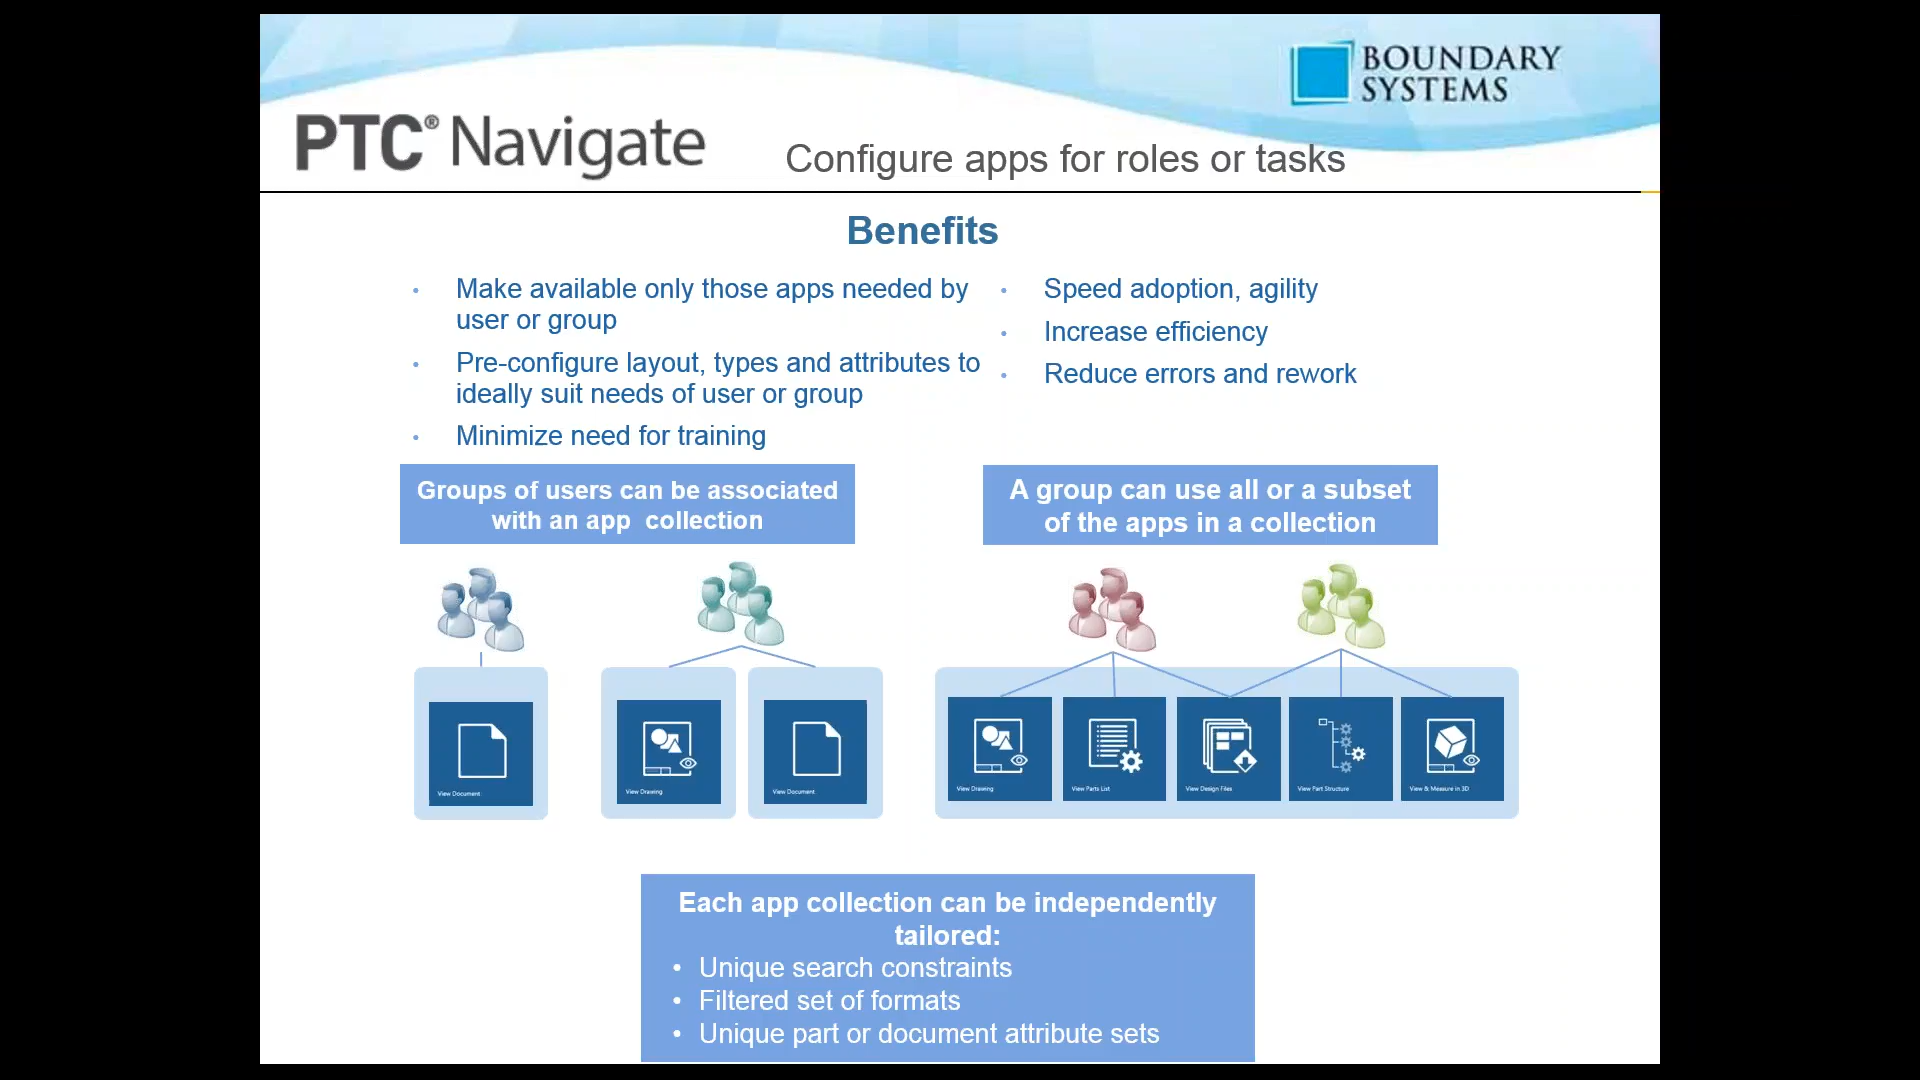 BOUNDARY
SYSTEMS
PTC® Navigate
Configure apps for roles or tasks
Benefits
• Make available only those apps needed by
user or group
• Pre-configure layout, types and attributes to
ideally suit needs of user or group
• Minimize need for training
• Speed adoption, agility
• Increase efficiency
• Reduce errors and rework
Groups of users can be associated
with an app collection
A group can use all or a subset
of the apps in a collection
View Document
View Drawing
View Document
View Drawing
View Parts List
View Design Files
View Part Structure
View & Measure in 3D
Each app collection can be independently
tailored:
• Unique search constraints
• Filtered set of formats
• Unique part or document attribute sets